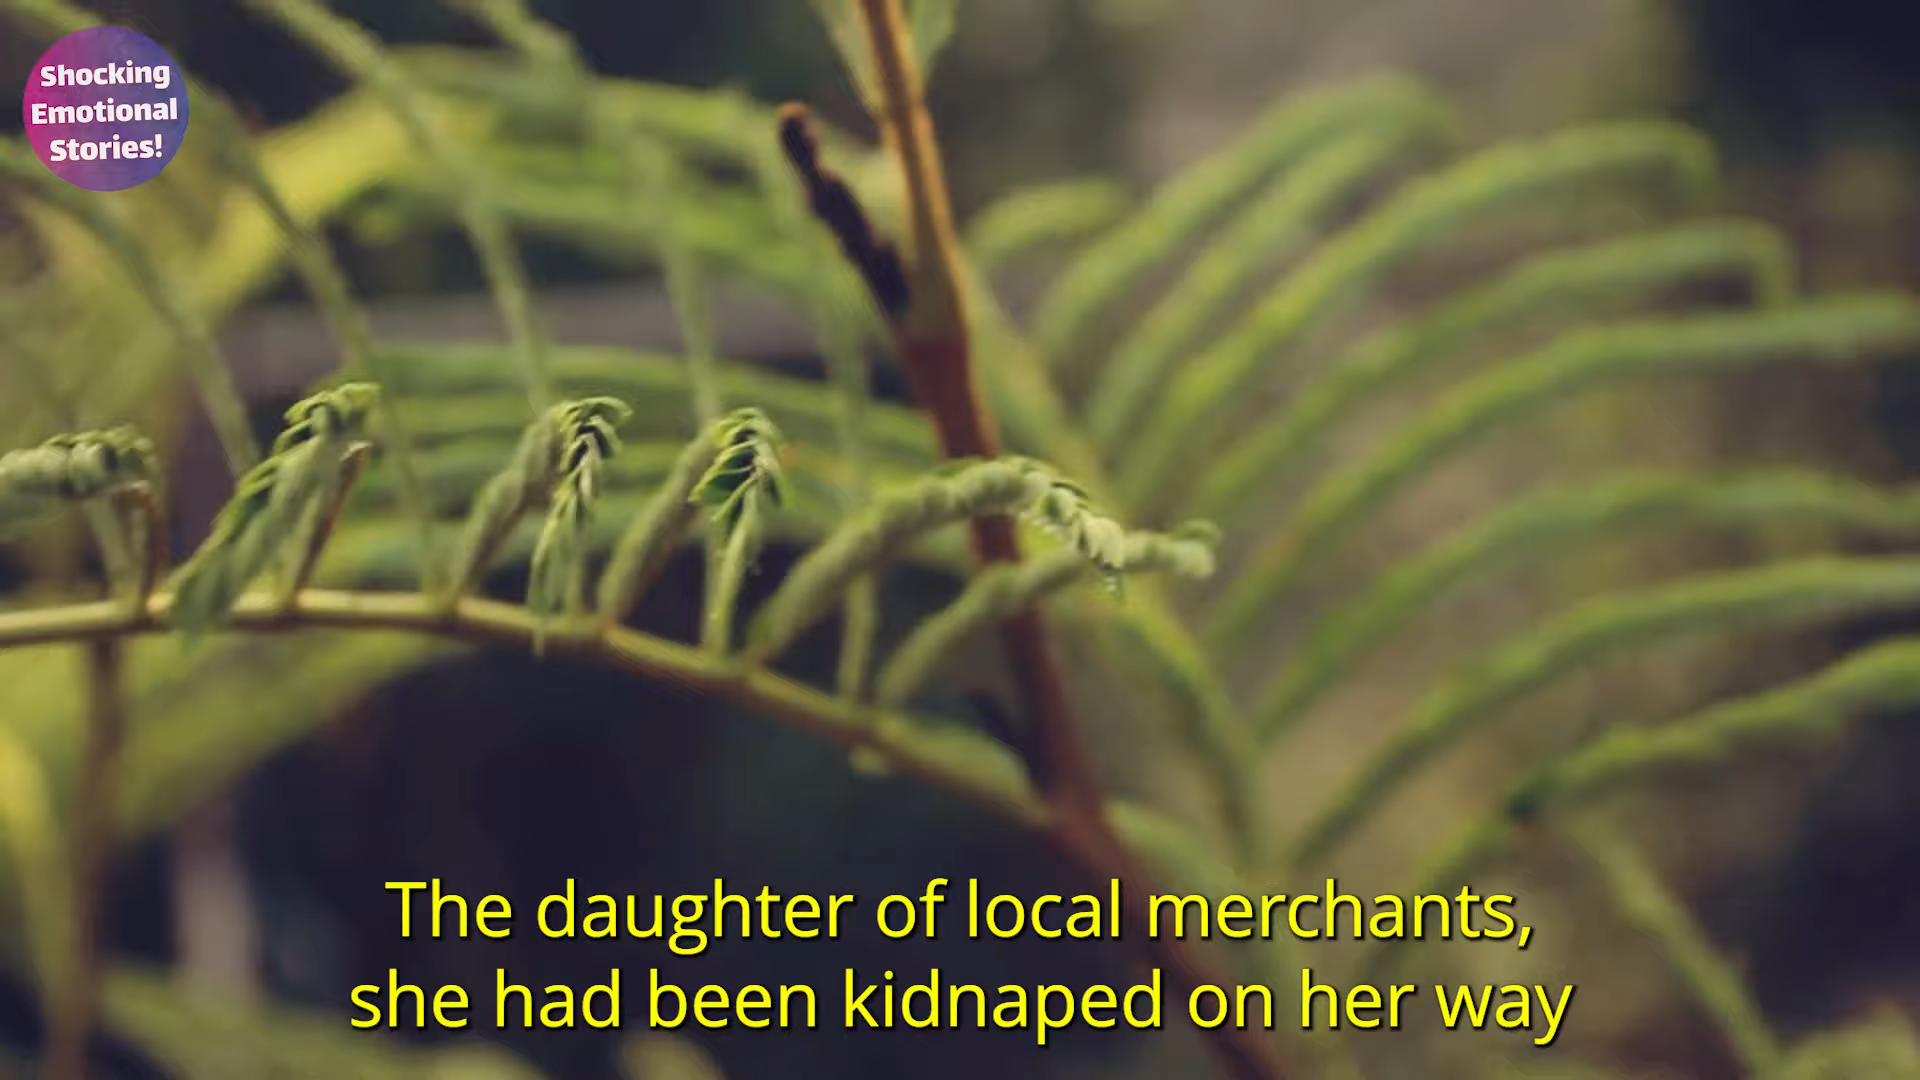 Shocking
Emotional
Stories!
The daughter of local merchants,
she had been kidnaped on her way